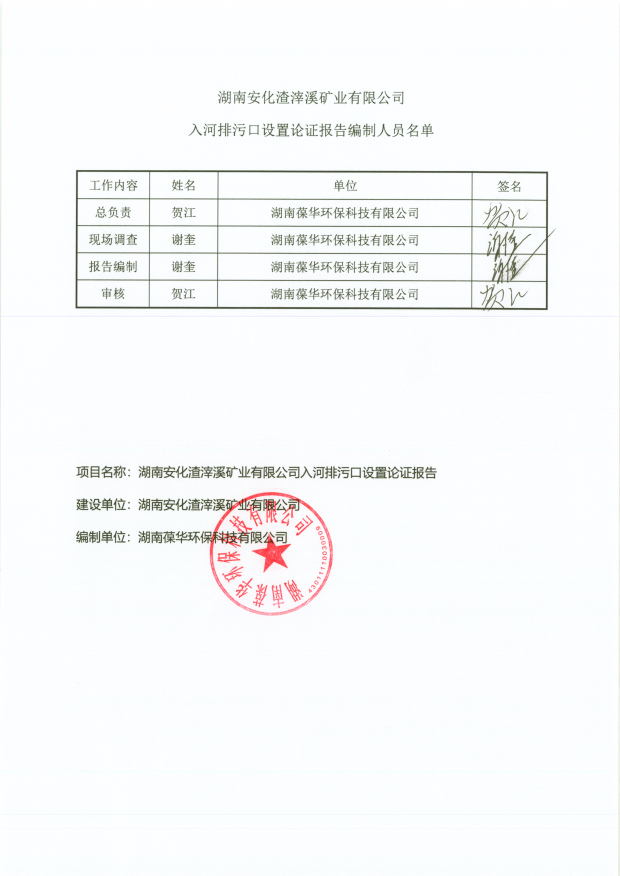 湖南安化渣滓溪矿业有限公司
入河排污口设置论证报告编制人员名单
工作内容 姓名 单位 签名
总负责 贺江 湖南葆华环保科技有限公司 贺江
现场调查 谢奎 湖南葆华环保科技有限公司
报告编制 谢奎 湖南葆华环保科技有限公司
审核 贺江 湖南葆华环保科技有限公司 贺江
项目名称：湖南安化渣滓溪矿业有限公司入河排污口设置论证报告
建设单位：湖南安化渣滓溪矿业有限公司
编制单位：湖南葆华环保科技有限公司
湖南葆华环保科技有限公司